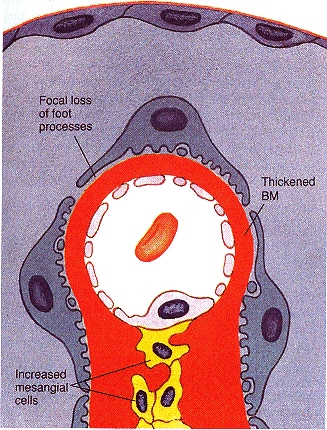 Focal loss
of foot
processes
Thickened
BM
Increased
mesangial
cells